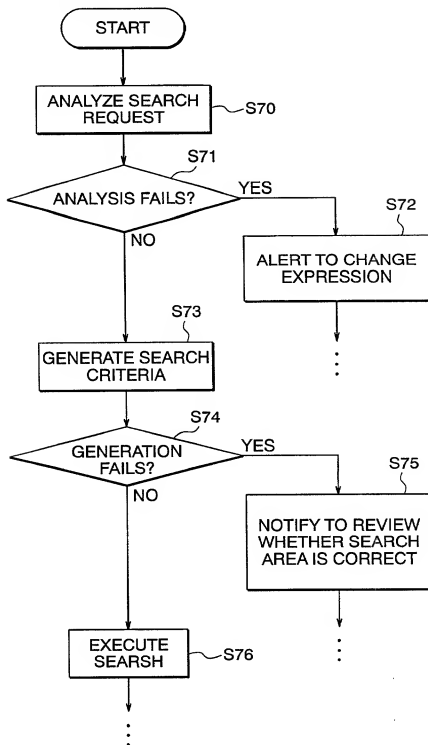 START
ANALYZE SEARCH
REQUEST
S70
S71
ANALYSIS FAILS?
YES
NO
S72
ALERT TO CHANGE
EXPRESSION
S73
GENERATE SEARCH
CRITERIA
S74
GENERATION
FAILS?
YES
NO
S75
NOTIFY TO REVIEW
WHETHER SEARCH
AREA IS CORRECT
EXECUTE
SEARSH
S76